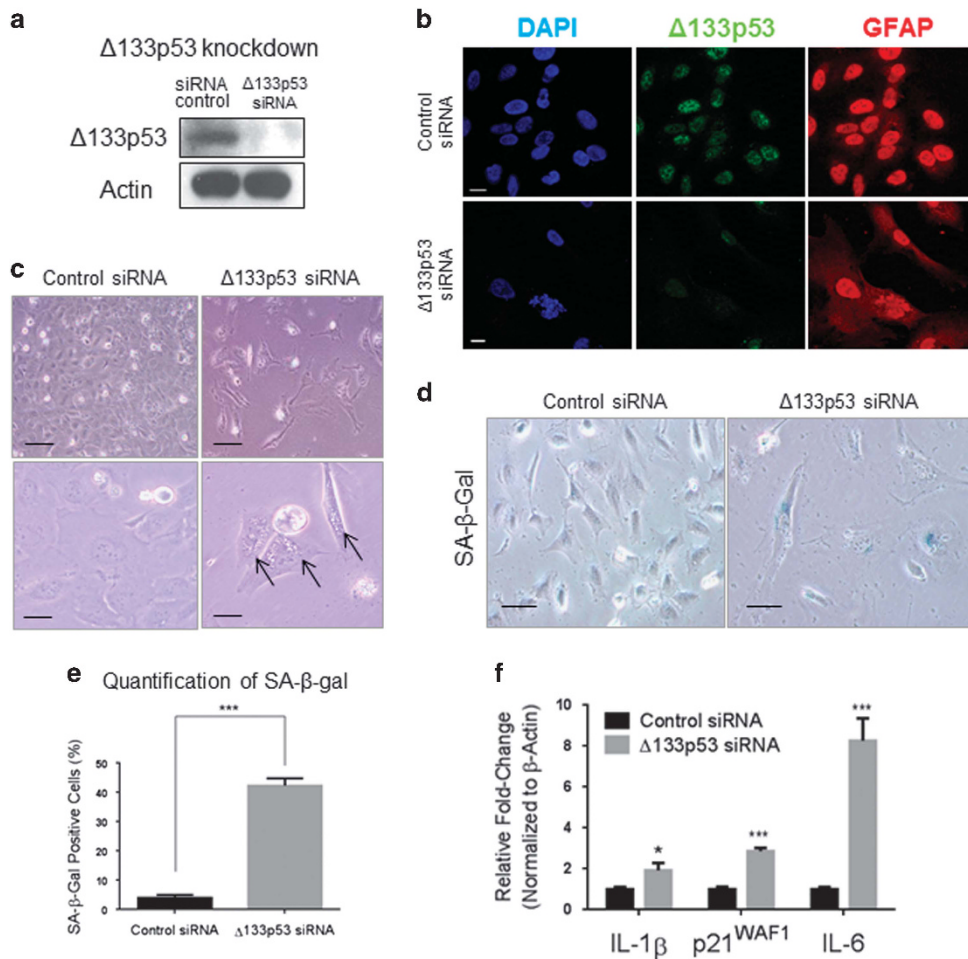 a
Δ133p53 knockdown
siRNA control
Δ133p53 siRNA
Δ133p53
Actin
b
DAPI
Δ133p53
GFAP
Control siRNA
Δ133p53 siRNA
c
Control siRNA
Δ133p53 siRNA
d
Control siRNA
Δ133p53 siRNA
SA-β-Gal
e
Quantification of SA-β-gal
***
SA-β-Gal Positive Cells (%)
50
40
30
20
10
0
Control siRNA
Δ133p53 siRNA
f
Relative Fold-Change
(Normalized to β-Actin)
10
8
6
4
2
0
Control siRNA
Δ133p53 siRNA
*
***
***
IL-1β
p21WAF1
IL-6